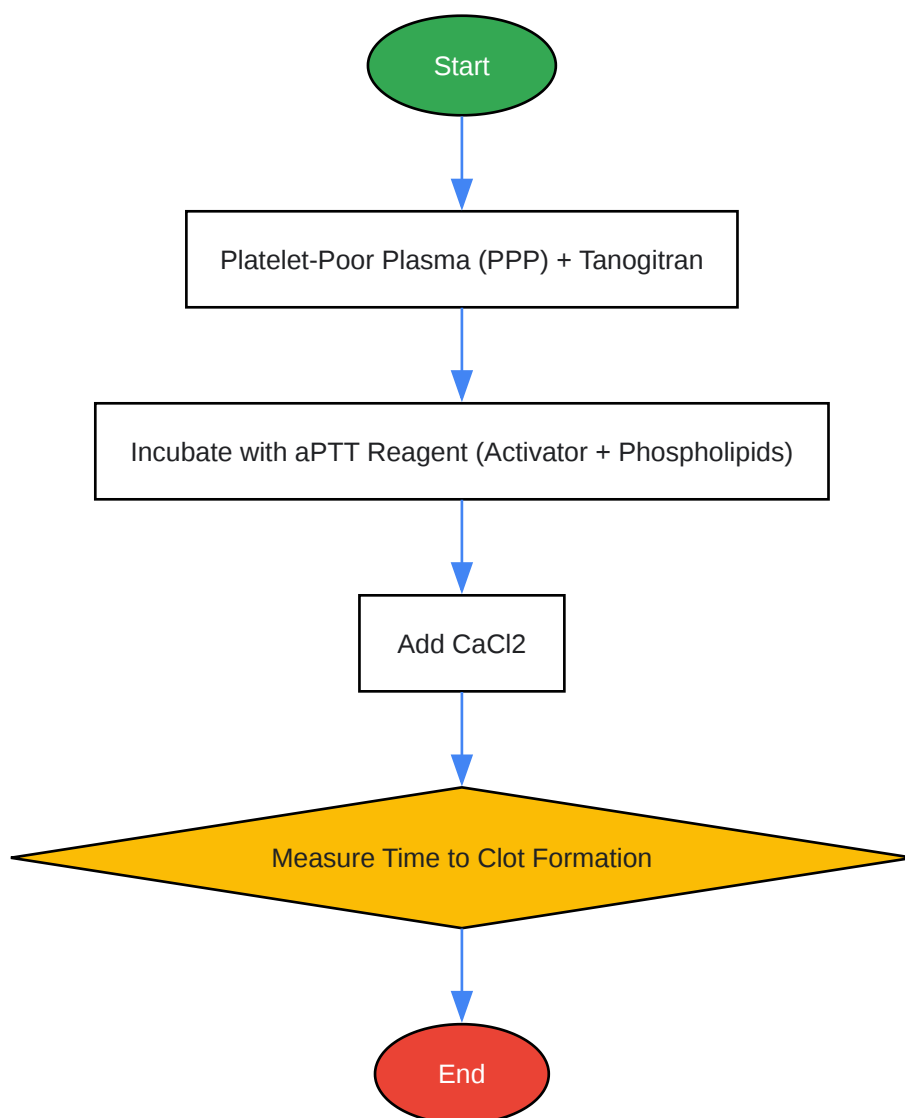 Start
Platelet-Poor Plasma (PPP) + Tanogitran
Incubate with aPTT Reagent (Activator + Phospholipids)
Add CaCl2
Measure Time to Clot Formation
End